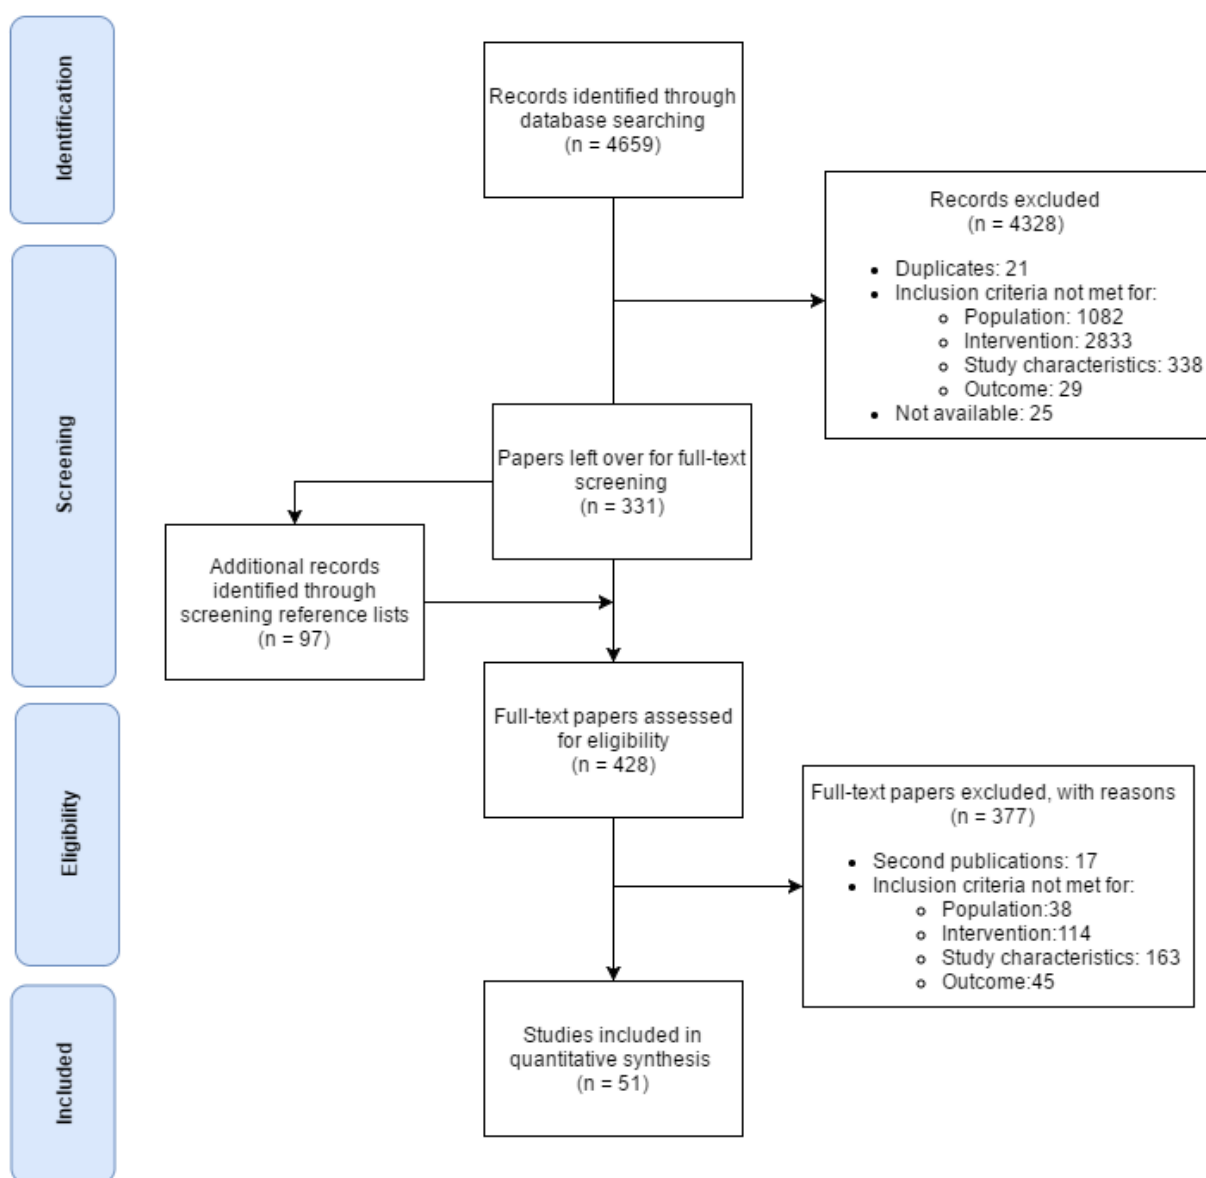 Identification
Records identified through
database searching
(n = 4659)
Records excluded
(n = 4328)
• Duplicates: 21
• Inclusion criteria not met for:
o Population: 1082
o Intervention: 2833
o Study characteristics: 338
o Outcome: 29
• Not available: 25
Screening
Papers left over for full-text
screening
(n = 331)
Additional records
identified through
screening reference lists
(n = 97)
Full-text papers assessed
for eligibility
(n = 428)
Eligibility
Full-text papers excluded, with reasons
(n = 377)
• Second publications: 17
• Inclusion criteria not met for:
o Population:38
o Intervention:114
o Study characteristics: 163
o Outcome:45
Included
Studies included in
quantitative synthesis
(n = 51)